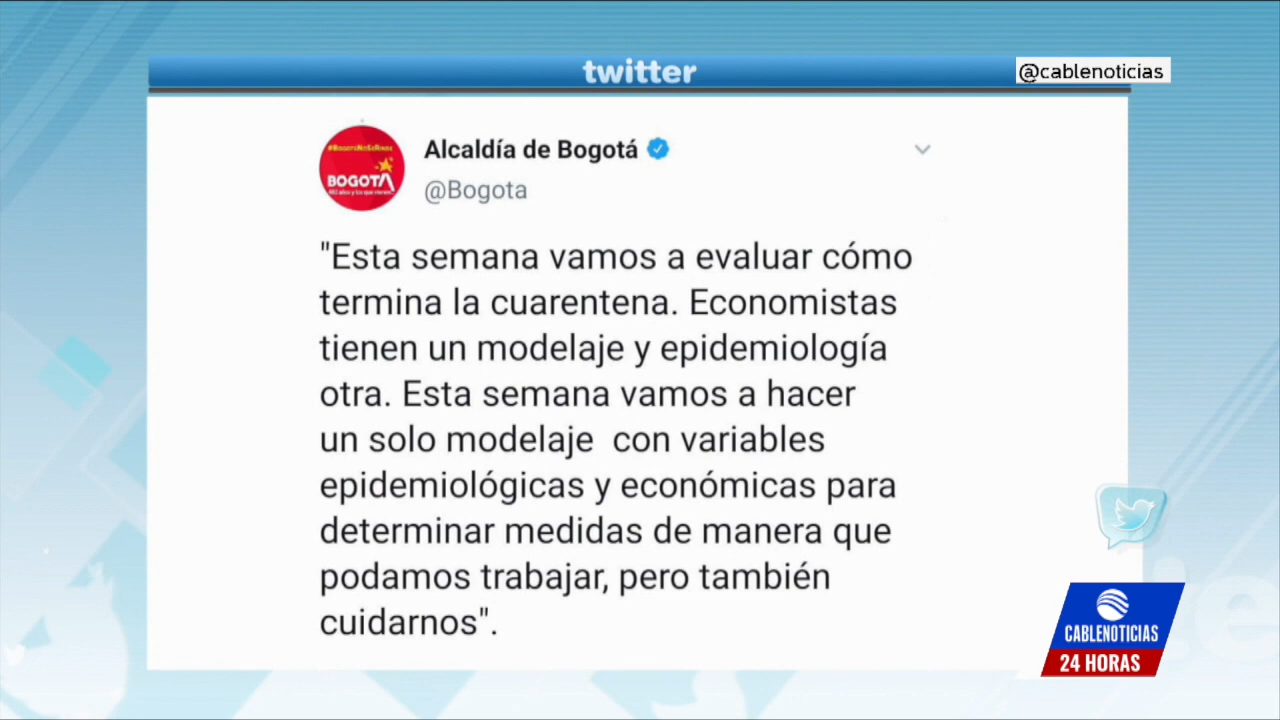 twitter
@cablenoticias
#BogotáNoSeRinde
BOGOTÁ
Alcaldía de Bogotá
@Bogota
"Esta semana vamos a evaluar cómo
termina la cuarentena. Economistas
tienen un modelaje y epidemiología
otra. Esta semana vamos a hacer
un solo modelaje  con variables
epidemiológicas y económicas para
determinar medidas de manera que
podamos trabajar, pero también
cuidarnos".
CABLENOTICIAS
24 HORAS